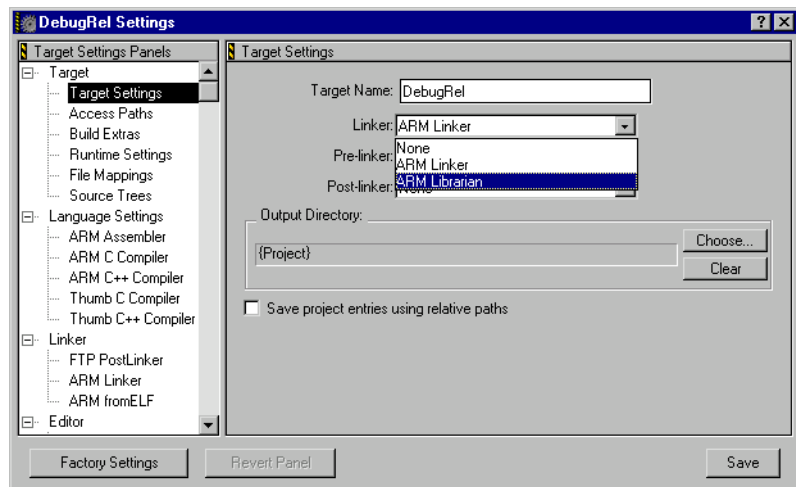 DebugRel Settings
Target Settings Panels
Target
Target Settings
Access Paths
Build Extras
Runtime Settings
File Mappings
Source Trees
Language Settings
ARM Assembler
ARM C Compiler
ARM C++ Compiler
Thumb C Compiler
Thumb C++ Compiler
Linker
FTP PostLinker
ARM Linker
ARM fromELF
Editor
Target Settings
Target Name: DebugRel
Linker: ARM Linker
None
ARM Linker
ARM Librarian
Pre-linker:
Post-linker: None
Output Directory:
{Project}
Choose...
Clear
Save project entries using relative paths
Factory Settings
Revert Panel
Save